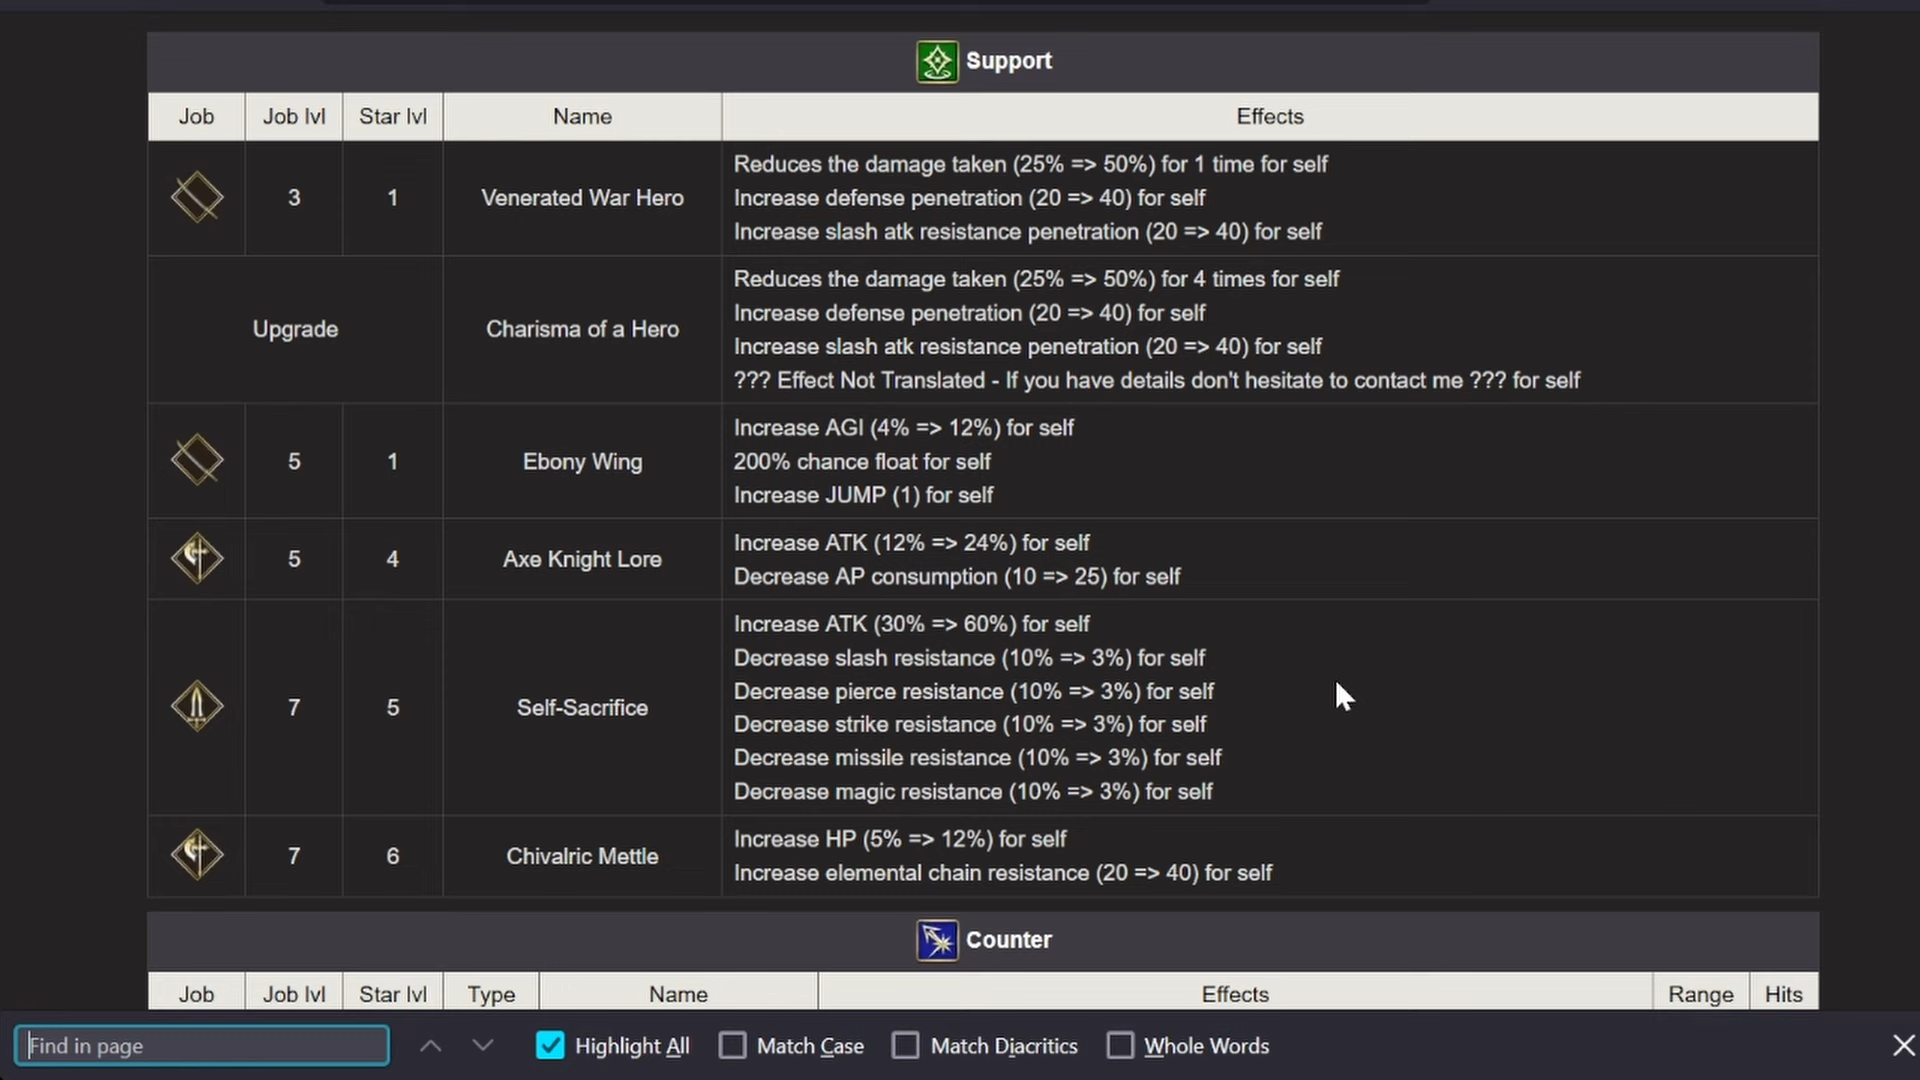 Support
Job Job lvl Star lvl Name Effects
3 1 Venerated War Hero
Reduces the damage taken (25% => 50%) for 1 time for self
Increase defense penetration (20 => 40) for self
Increase slash atk resistance penetration (20 => 40) for self
Upgrade Charisma of a Hero
Reduces the damage taken (25% => 50%) for 4 times for self
Increase defense penetration (20 => 40) for self
Increase slash atk resistance penetration (20 => 40) for self
??? Effect Not Translated - If you have details don't hesitate to contact me ??? for self
5 1 Ebony Wing
Increase AGI (4% => 12%) for self
200% chance float for self
Increase JUMP (1) for self
5 4 Axe Knight Lore
Increase ATK (12% => 24%) for self
Decrease AP consumption (10 => 25) for self
7 5 Self-Sacrifice
Increase ATK (30% => 60%) for self
Decrease slash resistance (10% => 3%) for self
Decrease pierce resistance (10% => 3%) for self
Decrease strike resistance (10% => 3%) for self
Decrease missile resistance (10% => 3%) for self
Decrease magic resistance (10% => 3%) for self
7 6 Chivalric Mettle
Increase HP (5% => 12%) for self
Increase elemental chain resistance (20 => 40) for self
Counter
Job Job lvl Star lvl Type Name Effects Range Hits
Find in page Highlight All Match Case Match Diacritics Whole Words